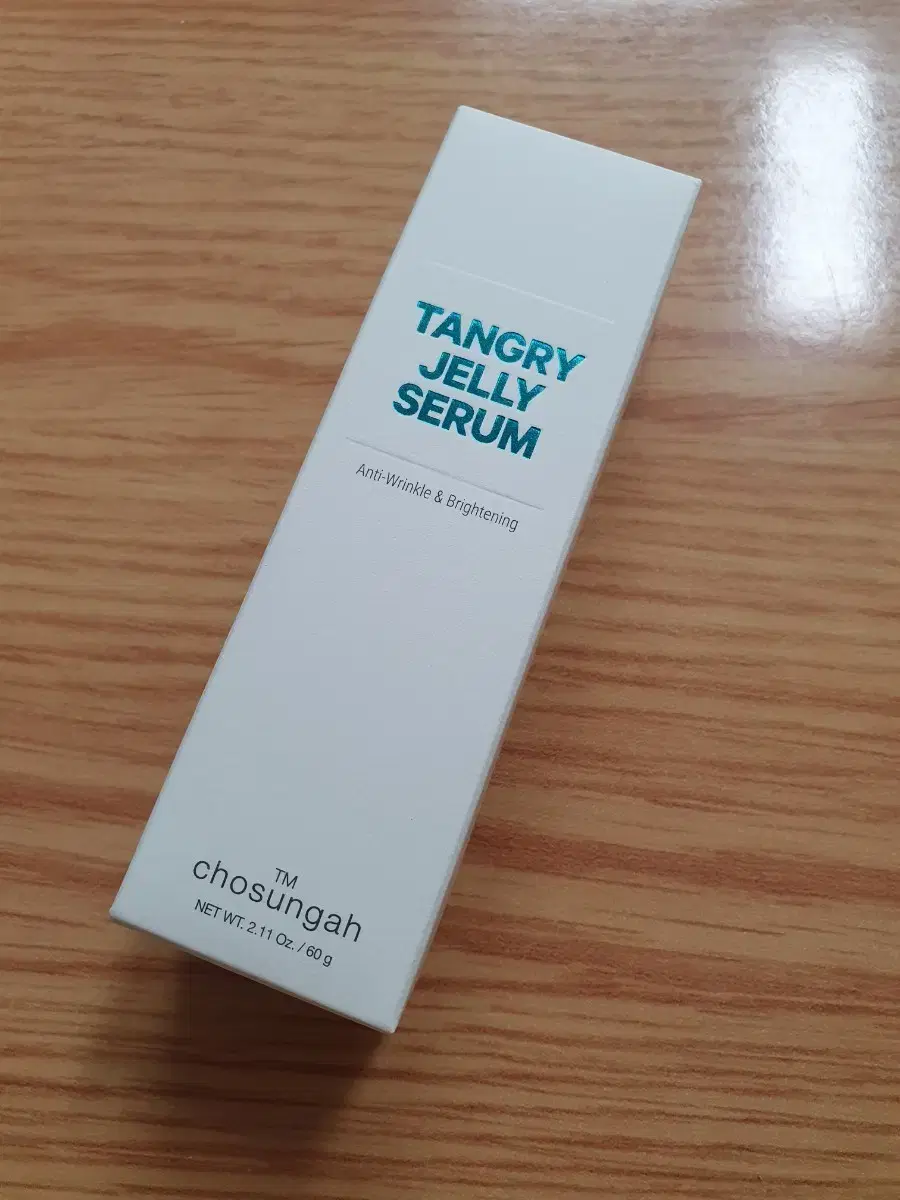 TANGRY
JELLY
SERUM
Anti-Wrinkle & Brightening
TM
chosungah
NET WT. 2.11 Oz. / 60 g